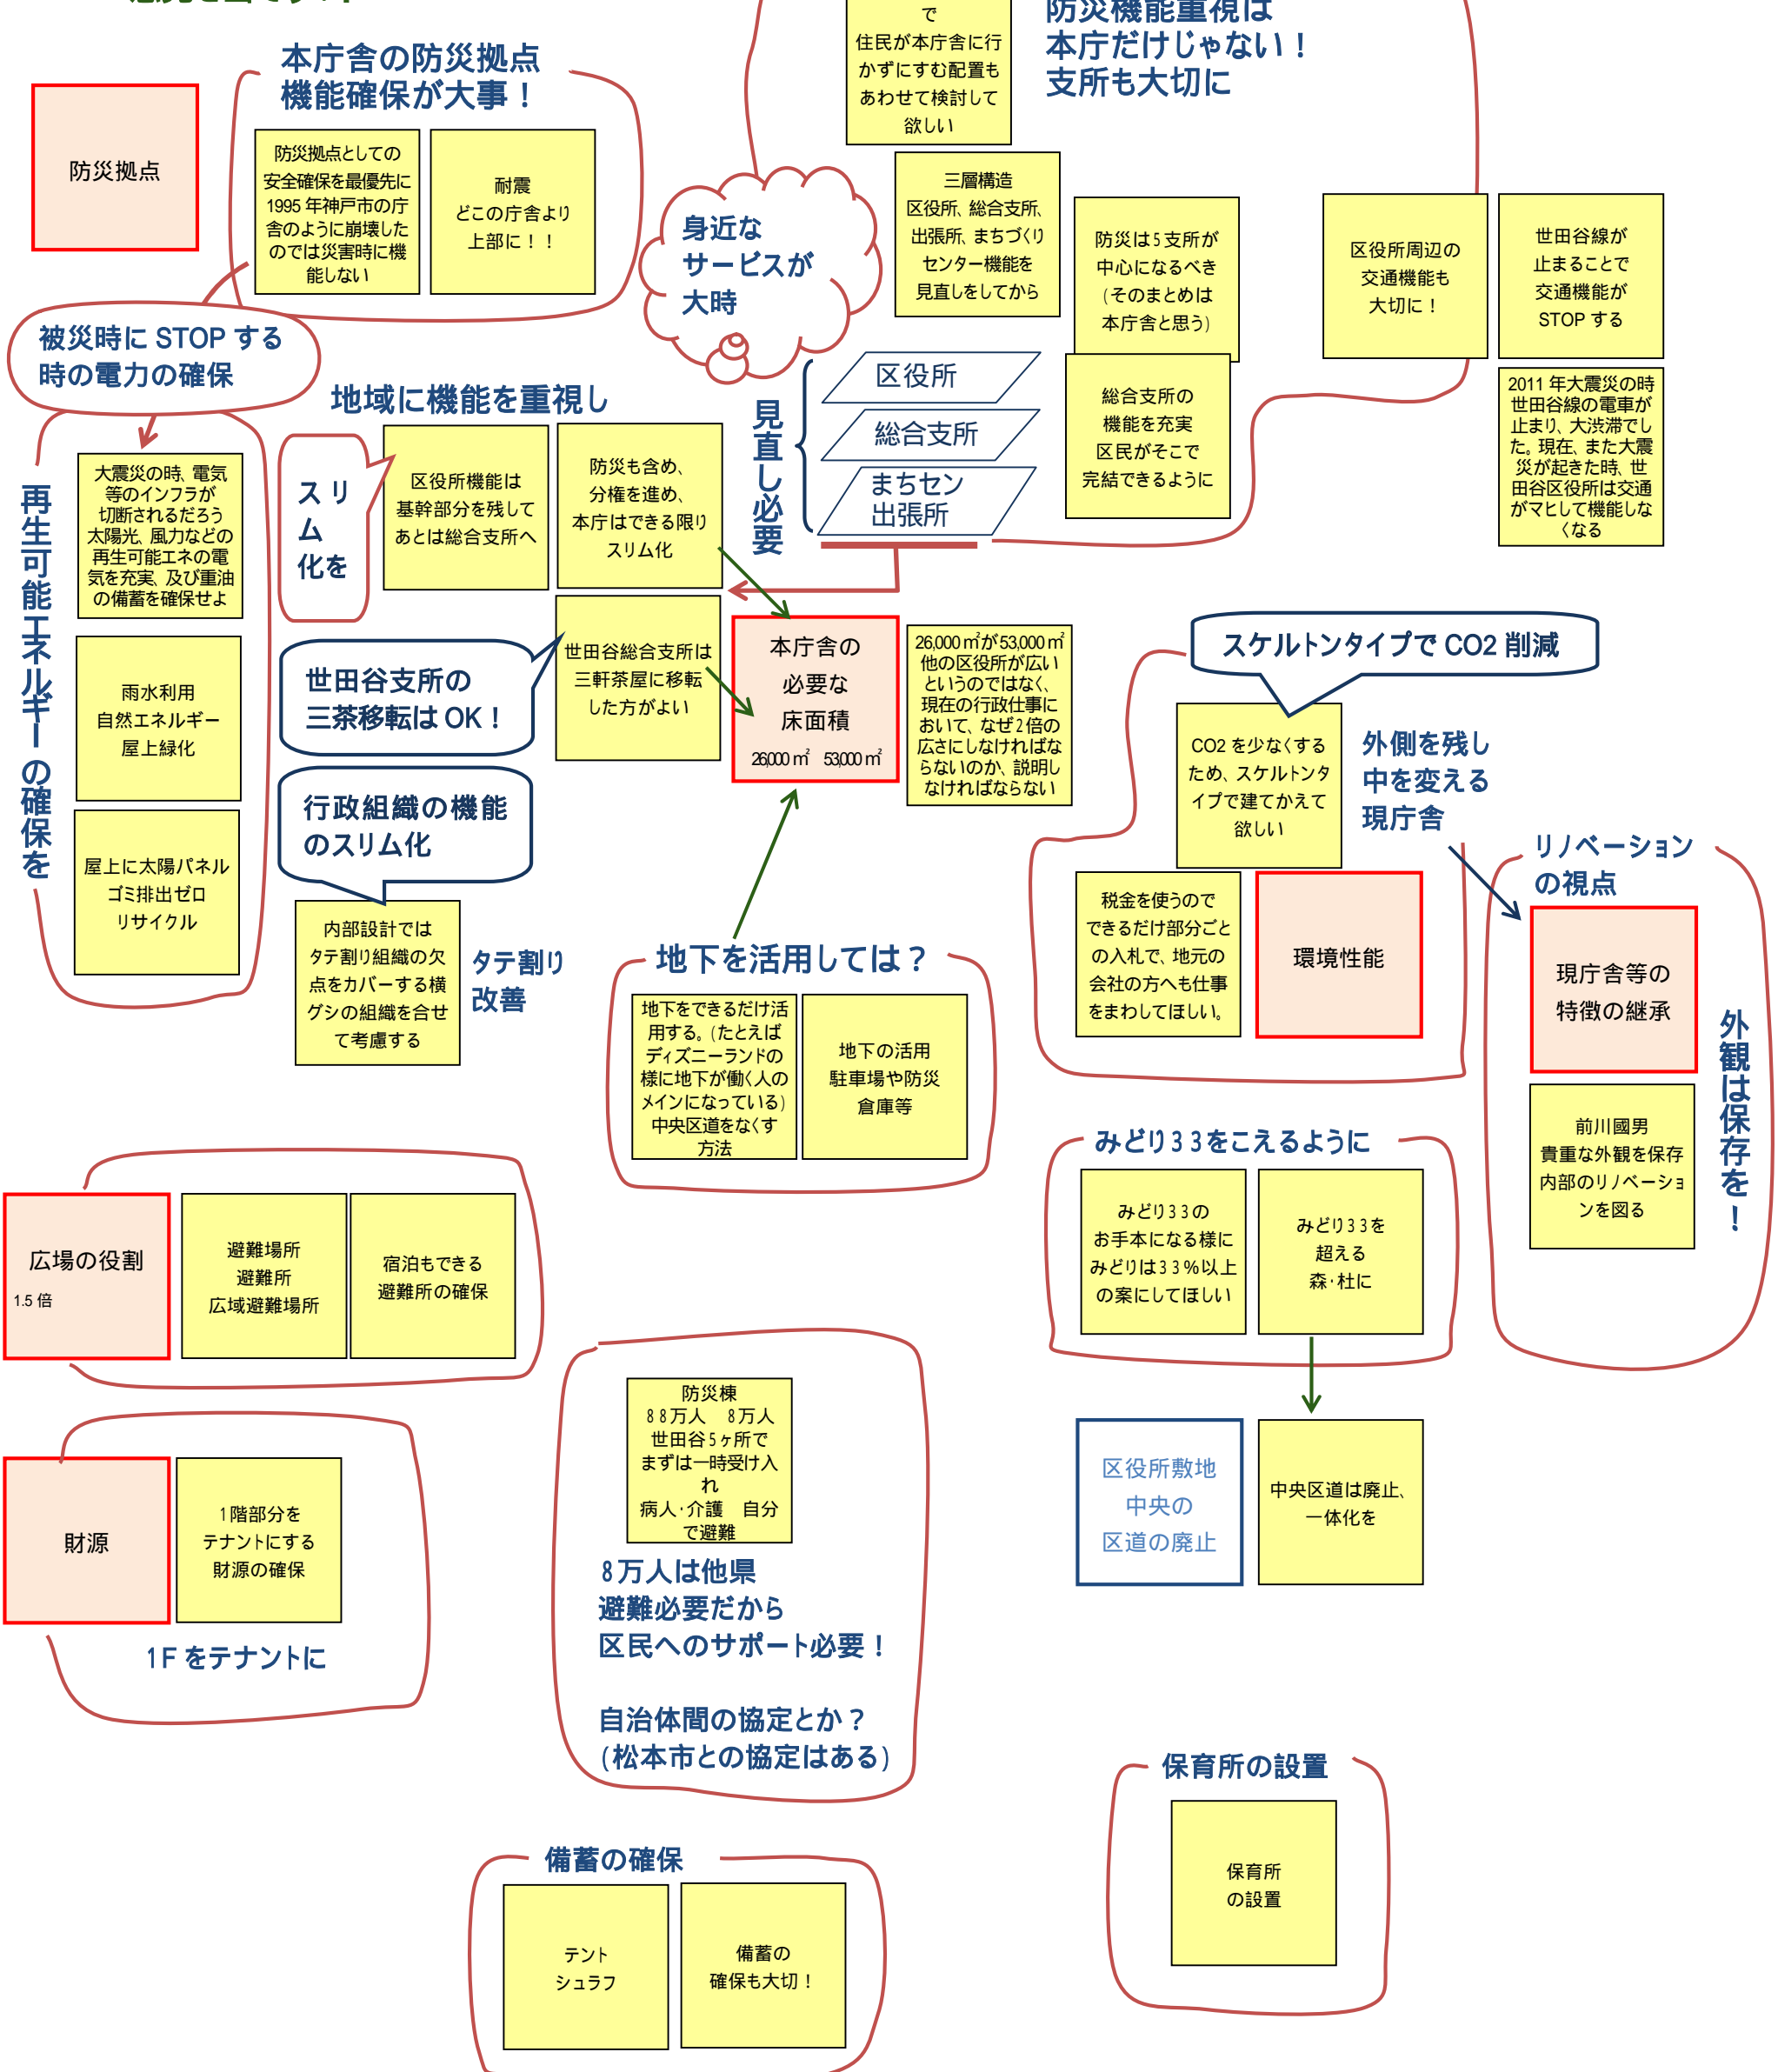 本庁舎の防災拠点
機能確保が大事！
防災拠点
防災拠点としての
安全確保を最優先に
1995年神戸市の庁
舎のように崩壊した
のでは災害時に機
能しない
耐震
どこの庁舎より
上部に！！
で
住民が本庁舎に行
かずにすむ配置も
あわせて検討して
欲しい
防災機能重視は
本庁だけじゃない！
支所も大切に
身近な
サービスが
大時
三層構造
区役所、総合支所、
出張所、まちづくり
センター機能を
見直しをしてから
防災は5支所が
中心になるべき
（そのまとめは
本庁舎と思う）
区役所周辺の
交通機能も
大切に！
世田谷線が
止まることで
交通機能が
STOPする
2011年大震災の時
世田谷線の電車が
止まり、大渋滞でし
た。現在、また大震
災が起きた時、世
田谷区役所は交通
がマヒして機能しな
くなる
総合支所の
機能を充実
区民がそこで
完結できるように
見直し必要
区役所
総合支所
まちセン
出張所
被災時にSTOPする
時の電力の確保
再生可能エネルギーの確保を
大震災の時、電気
等のインフラが
切断されるだろう
太陽光、風力などの
再生可能エネの電
気を充実、及び重油
の備蓄を確保せよ
雨水利用
自然エネルギー
屋上緑化
屋上に太陽パネル
ゴミ排出ゼロ
リサイクル
地域に機能を重視し
スリ
ム
化を
区役所機能は
基幹部分を残して
あとは総合支所へ
防災も含め、
分権を進め、
本庁はできる限り
スリム化
世田谷支所の
三茶移転はOK！
世田谷総合支所は
三軒茶屋に移転
した方がよい
本庁舎の
必要な
床面積
26,000㎡　53,000㎡
26,000㎡が53,000㎡
他の区役所が広い
というのではなく、
現在の行政仕事に
おいて、なぜ2倍の
広さにしなければな
らないのか、説明し
なければならない
行政組織の機能
のスリム化
内部設計では
タテ割り組織の欠
点をカバーする横
グシの組織を合せ
て考慮する
タテ割り
改善
地下を活用しては？
地下をできるだけ活
用する。（たとえば
ディズニーランドの
様に地下が働く人の
メインになっている）
中央区道をなくす
方法
地下の活用
駐車場や防災
倉庫等
スケルトンタイプでCO2削減
CO2を少なくする
ため、スケルトンタ
イプで建てかえて
欲しい
税金を使うので
できるだけ部分ごと
の入札で、地元の
会社の方へも仕事
をまわしてほしい。
環境性能
外側を残し
中を変える
現庁舎
リノベーション
の視点
現庁舎等の
特徴の継承
前川國男
貴重な外観を保存
内部のリノベーショ
ンを図る
外観は保存を！
みどり33をこえるように
みどり33の
お手本になる様に
みどりは33％以上
の案にしてほしい
みどり33を
超える
森・杜に
区役所敷地
中央の
区道の廃止
中央区道は廃止、
一体化を
広場の役割
1.5倍
避難場所
避難所
広域避難場所
宿泊もできる
避難所の確保
財源
1階部分を
テナントにする
財源の確保
1Fをテナントに
防災棟
88万人　8万人
世田谷5ヶ所で
まずは一時受け入
れ
病人・介護　自分
で避難
8万人は他県
避難必要だから
区民へのサポート必要！
自治体間の協定とか？
（松本市との協定はある）
備蓄の確保
テント
シュラフ
備蓄の
確保も大切！
保育所の設置
保育所
の設置